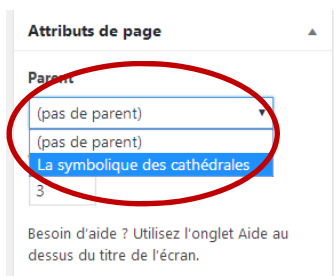 Attributs de page
Parent
(pas de parent)
(pas de parent)
La symbolique des cathédrales
3
Besoin d'aide ? Utilisez l'onglet Aide au
dessus du titre de l'écran.